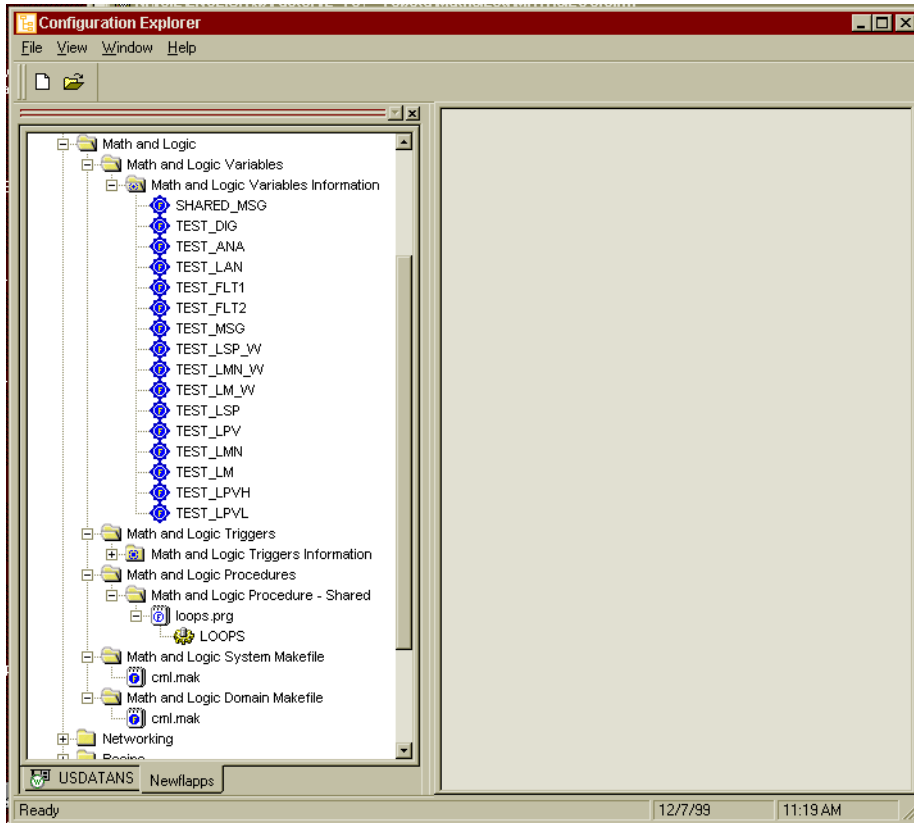 Configuration Explorer
File View Window Help
Math and Logic
Math and Logic Variables
Math and Logic Variables Information
SHARED_MSG
TEST_DIG
TEST_ANA
TEST_LAN
TEST_FLT1
TEST_FLT2
TEST_MSG
TEST_LSP_W
TEST_LMN_W
TEST_LM_W
TEST_LSP
TEST_LPV
TEST_LMN
TEST_LM
TEST_LPVH
TEST_LPVL
Math and Logic Triggers
Math and Logic Triggers Information
Math and Logic Procedures
Math and Logic Procedure - Shared
loops.prg
LOOPS
Math and Logic System Makefile
cml.mak
Math and Logic Domain Makefile
cml.mak
Networking
USDATANS Newflapps
Ready 12/7/99 11:19 AM